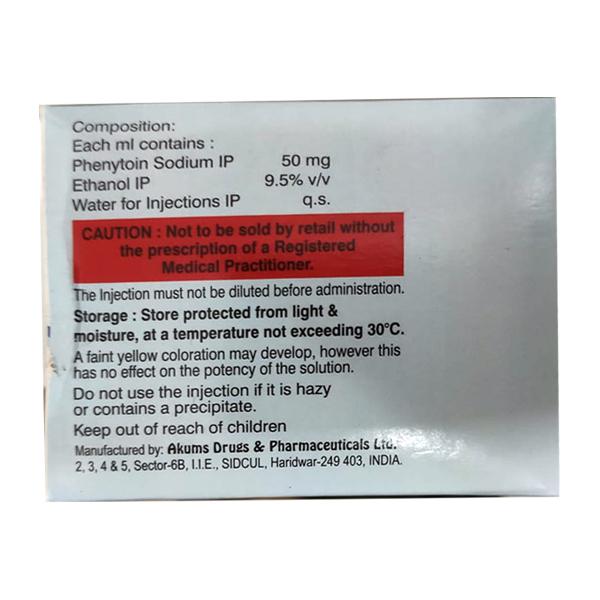 Composition:
Each ml contains :
Phenytoin Sodium IP 50 mg
Ethanol IP 9.5% v/v
Water for Injections IP q.s.
CAUTION : Not to be sold by retail without
the prescription of a Registered
Medical Practitioner.
The Injection must not be diluted before administration.
Storage : Store protected from light &
moisture, at a temperature not exceeding 30°C.
A faint yellow coloration may develop, however this
has no effect on the potency of the solution.
Do not use the injection if it is hazy
or contains a precipitate.
Keep out of reach of children
Manufactured by: Akums Drugs & Pharmaceuticals Ltd.
2, 3, 4 & 5, Sector-6B, I.I.E., SIDCUL, Haridwar-249 403, INDIA.